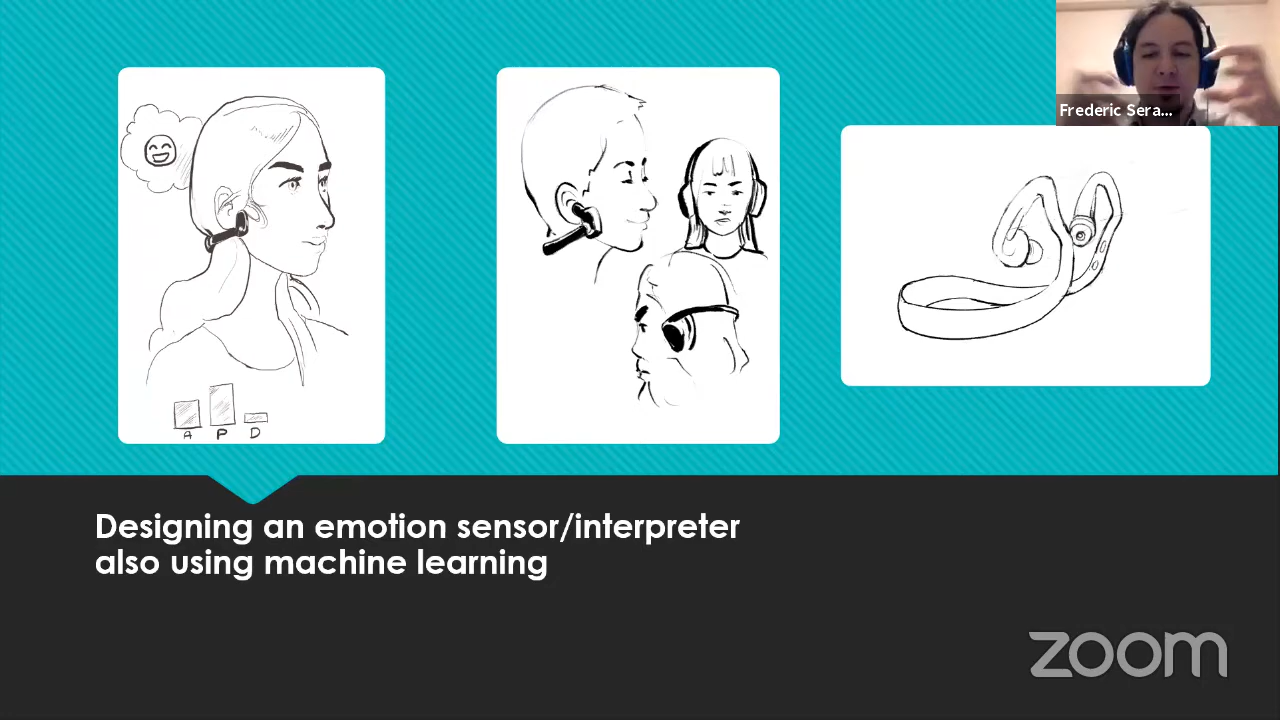 Frederic Sera...
A P D
Designing an emotion sensor/interpreter
also using machine learning
zoom